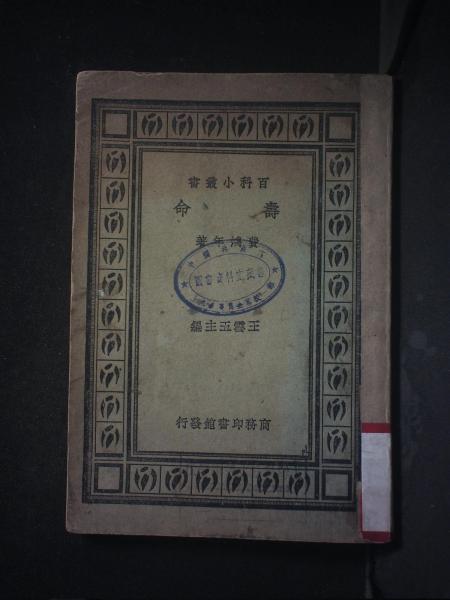 百科小叢書
壽命
費鴻年著
王雲五主編
商務印書館發行